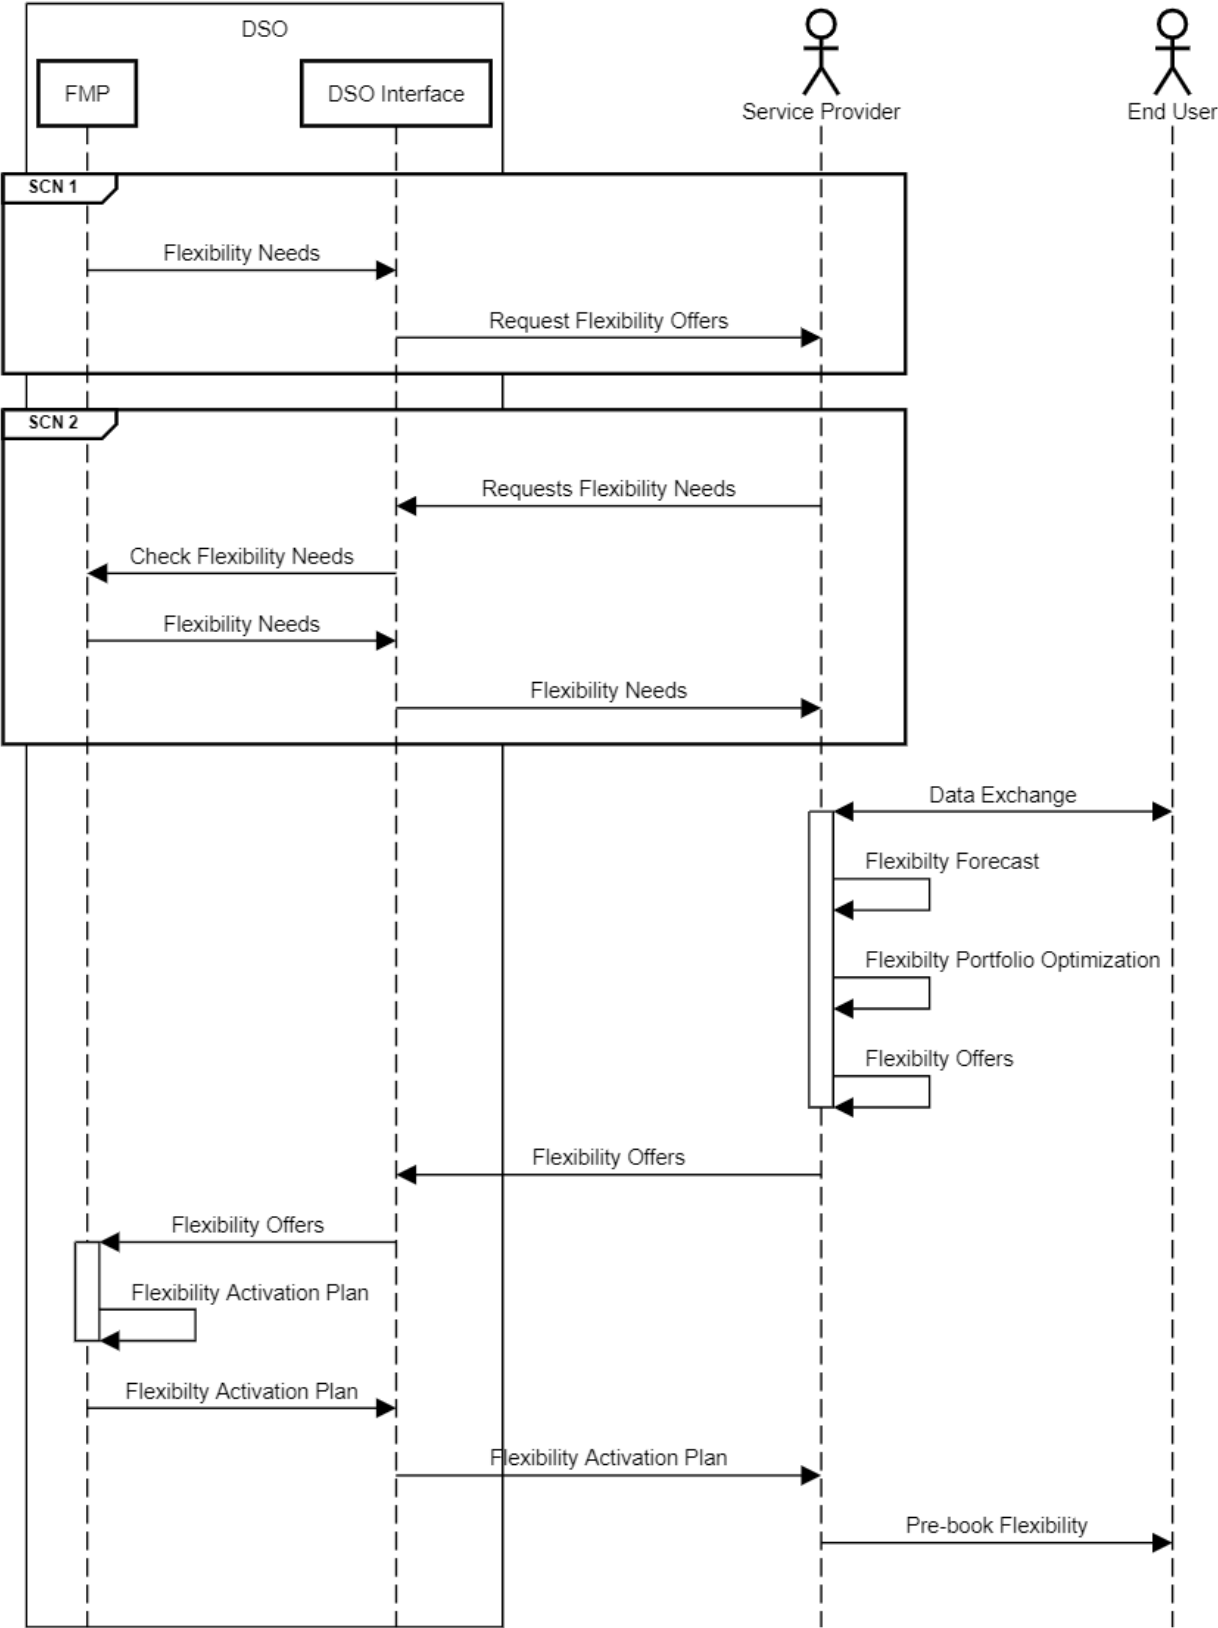 DSO
FMP
DSO Interface
Service Provider
End User
SCN 1
Flexibility Needs
Request Flexibility Offers
SCN 2
Requests Flexibility Needs
Check Flexibility Needs
Flexibility Needs
Flexibility Needs
Data Exchange
Flexibilty Forecast
Flexibilty Portfolio Optimization
Flexibilty Offers
Flexibility Offers
Flexibility Offers
Flexibility Activation Plan
Flexibilty Activation Plan
Flexibility Activation Plan
Pre-book Flexibility